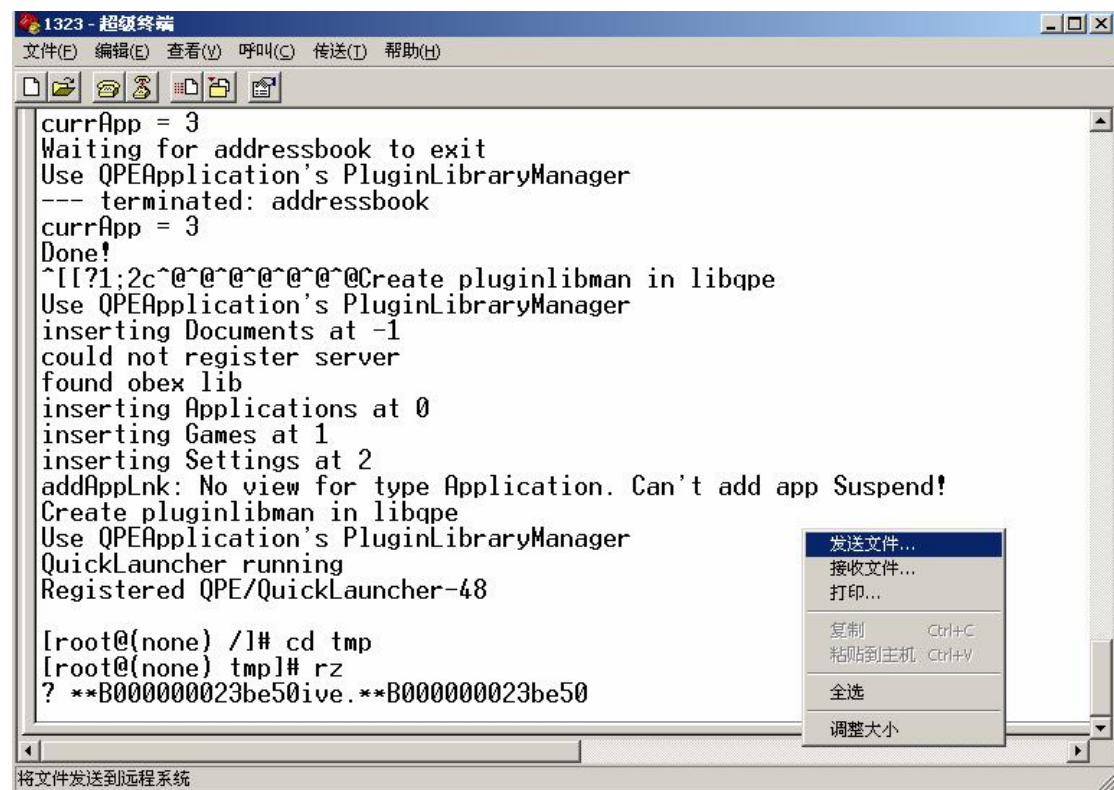 1323 - 超级终端
文件(F) 编辑(E) 查看(V) 呼叫(C) 传送(T) 帮助(H)
currApp = 3
Waiting for addressbook to exit
Use QPEApplication's PluginLibraryManager
--- terminated: addressbook
currApp = 3
Done!
^[[?1;2c^@^@^@^@^@^@^@Create pluginlibman in libqpe
Use QPEApplication's PluginLibraryManager
inserting Documents at -1
could not register server
found obex lib
inserting Applications at 0
inserting Games at 1
inserting Settings at 2
addAppLnk: No view for type Application. Can't add app Suspend!
Create pluginlibman in libqpe
Use QPEApplication's PluginLibraryManager
QuickLauncher running
Registered QPE/QuickLauncher-48
[root@(none) /]# cd tmp
[root@(none) tmp]# rz
? **B000000023be50ive.**B000000023be50
发送文件...
接收文件...
打印...
复制 Ctrl+C
粘贴到主机 Ctrl+V
全选
调整大小
将文件发送到远程系统